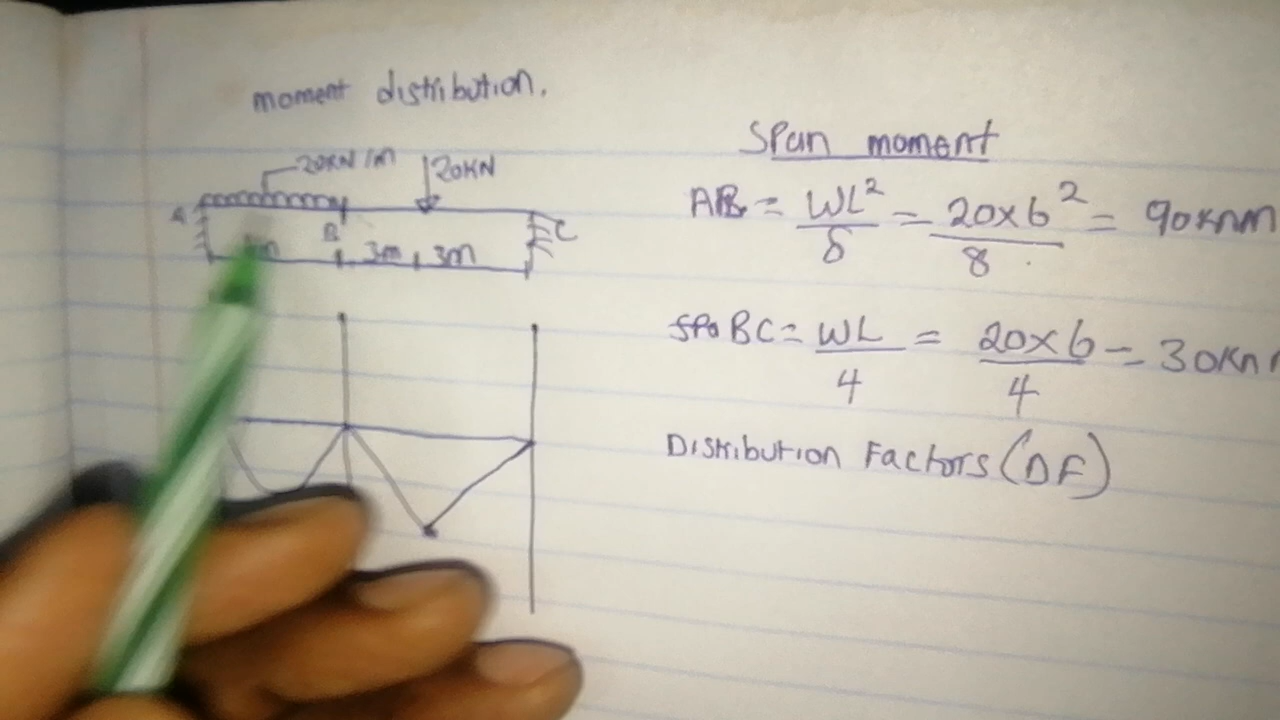 moment distribution.
20KN/m
20KN
A
B
C
3m, 3m
Span moment
AB = WL² / 8 = 20x6² / 8 = 90KNm
BC = WL / 4 = 20x6 / 4 = 30KN
Distribution Factors (DF)